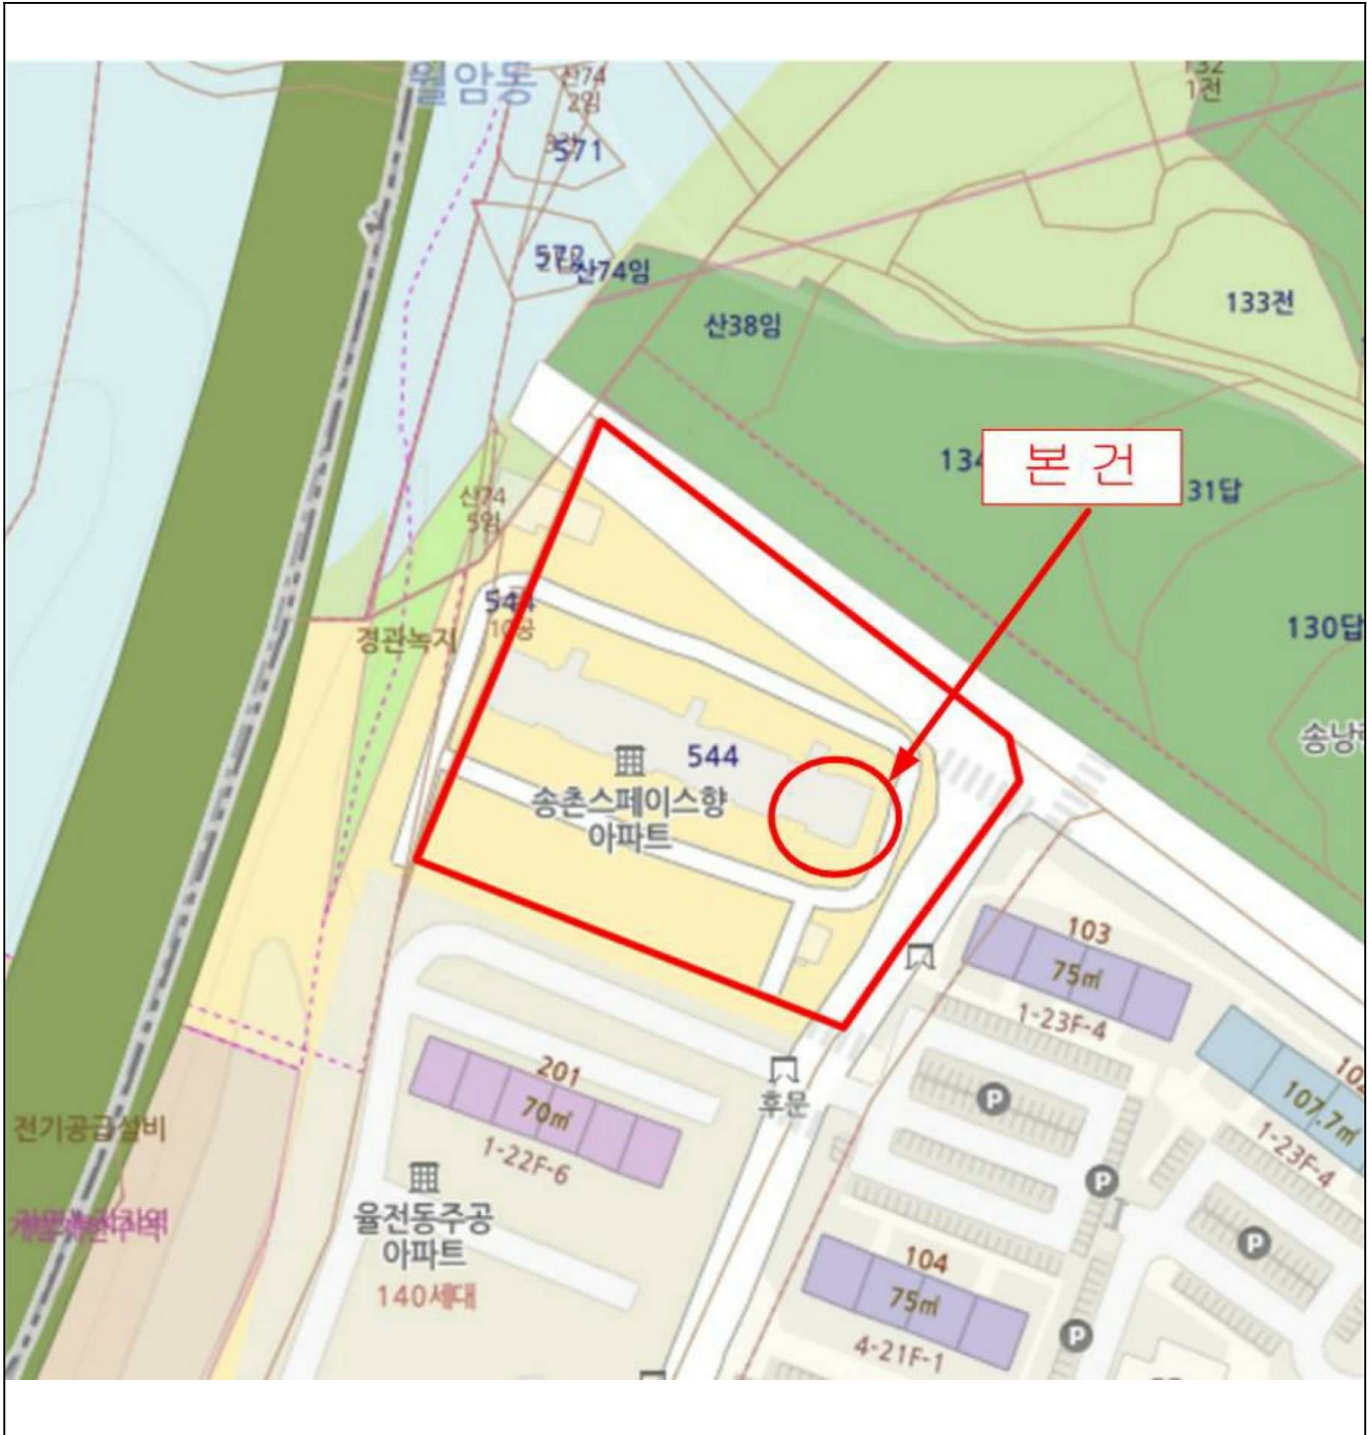 월암동
산74
2임
571
132
1전
572
산74임
산38임
133전
134
본 건
31답
산74
5임
130답
544
10공
경관녹지
송남
544
송촌스페이스향
아파트
103
75㎡
1-23F-4
201
70㎡
1-22F-6
후문
P
102
107.7㎡
1-23F-4
전기공급설비
P
율전동주공
아파트
140세대
P
104
75㎡
4-21F-1
P